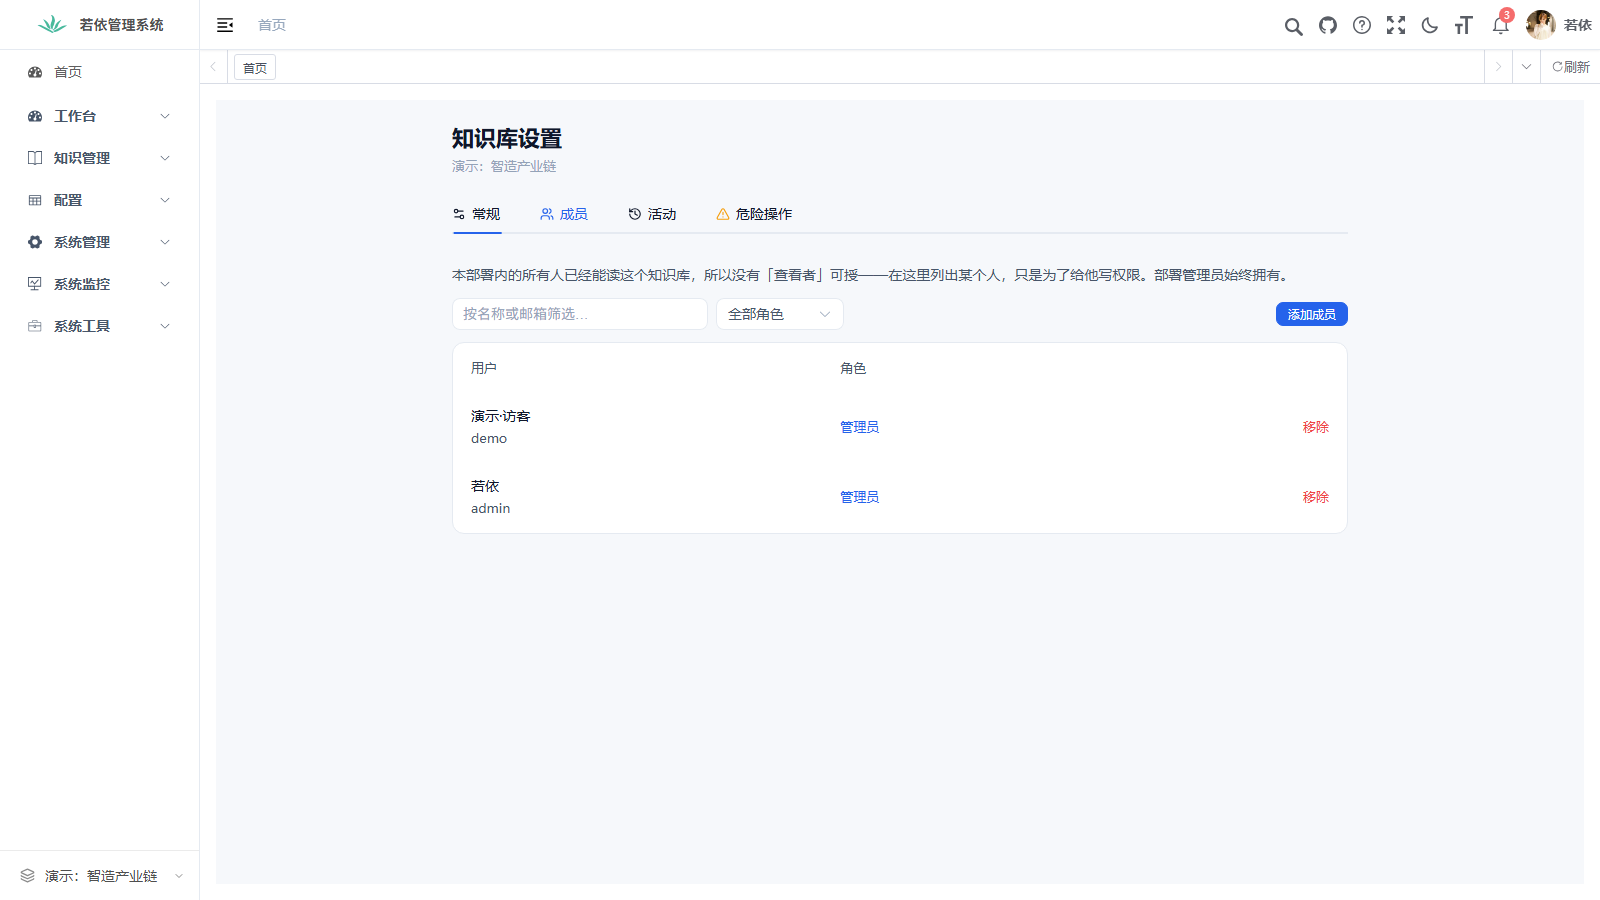 若依管理系统
首页
3
若依
首页
刷新
首页
工作台
知识管理
配置
系统管理
系统监控
系统工具
演示：智造产业链
知识库设置
演示：智造产业链
常规
成员
活动
危险操作
本部署内的所有人已经能读这个知识库，所以没有「查看者」可授——在这里列出某个人，只是为了给他写权限。部署管理员始终拥有。
按名称或邮箱筛选...
全部角色
添加成员
用户
角色
演示·访客
demo
管理员
移除
若依
admin
管理员
移除